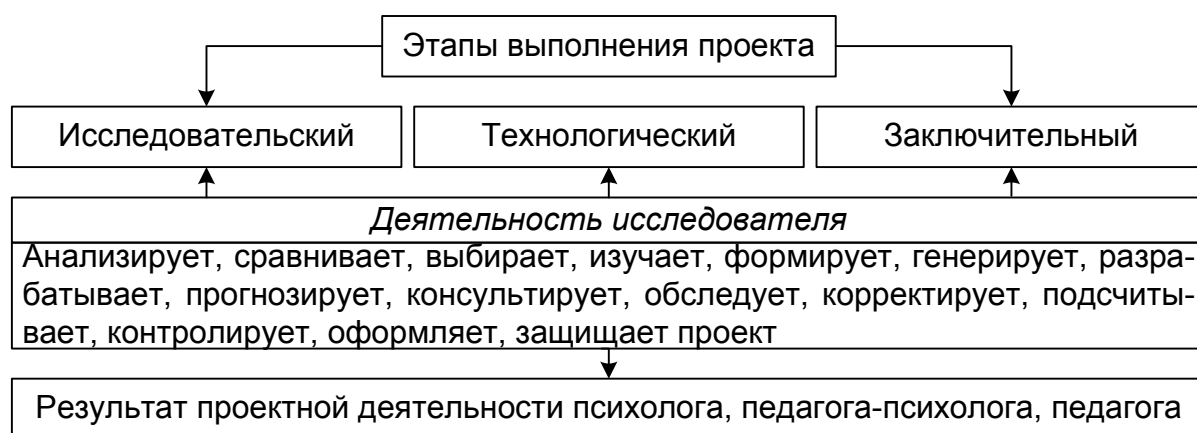 Этапы выполнения проекта
Исследовательский
Технологический
Заключительный
Деятельность исследователя
Анализирует, сравнивает, выбирает, изучает, формирует, генерирует, разра-
батывает, прогнозирует, консультирует, обследует, корректирует, подсчиты-
вает, контролирует, оформляет, защищает проект
Результат проектной деятельности психолога, педагога-психолога, педагога